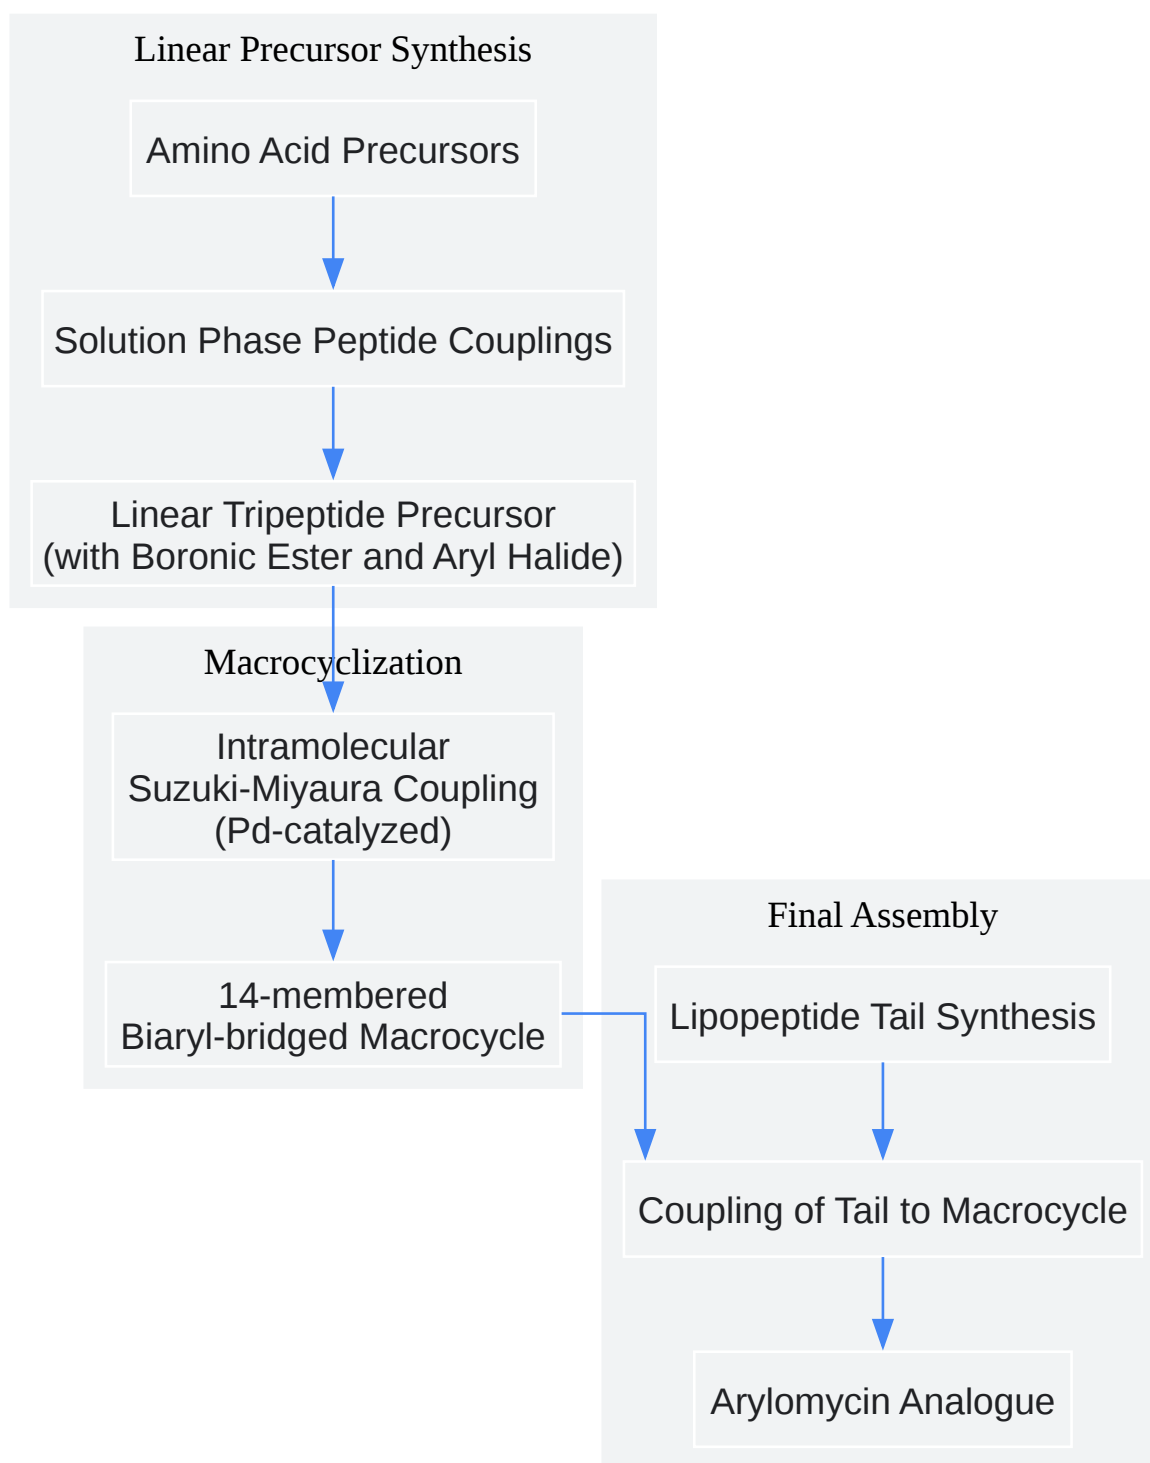 Linear Precursor Synthesis
Amino Acid Precursors
Solution Phase Peptide Couplings
Linear Tripeptide Precursor
(with Boronic Ester and Aryl Halide)
Macrocyclization
Intramolecular
Suzuki-Miyaura Coupling
(Pd-catalyzed)
14-membered
Biaryl-bridged Macrocycle
Final Assembly
Lipopeptide Tail Synthesis
Coupling of Tail to Macrocycle
Arylomycin Analogue